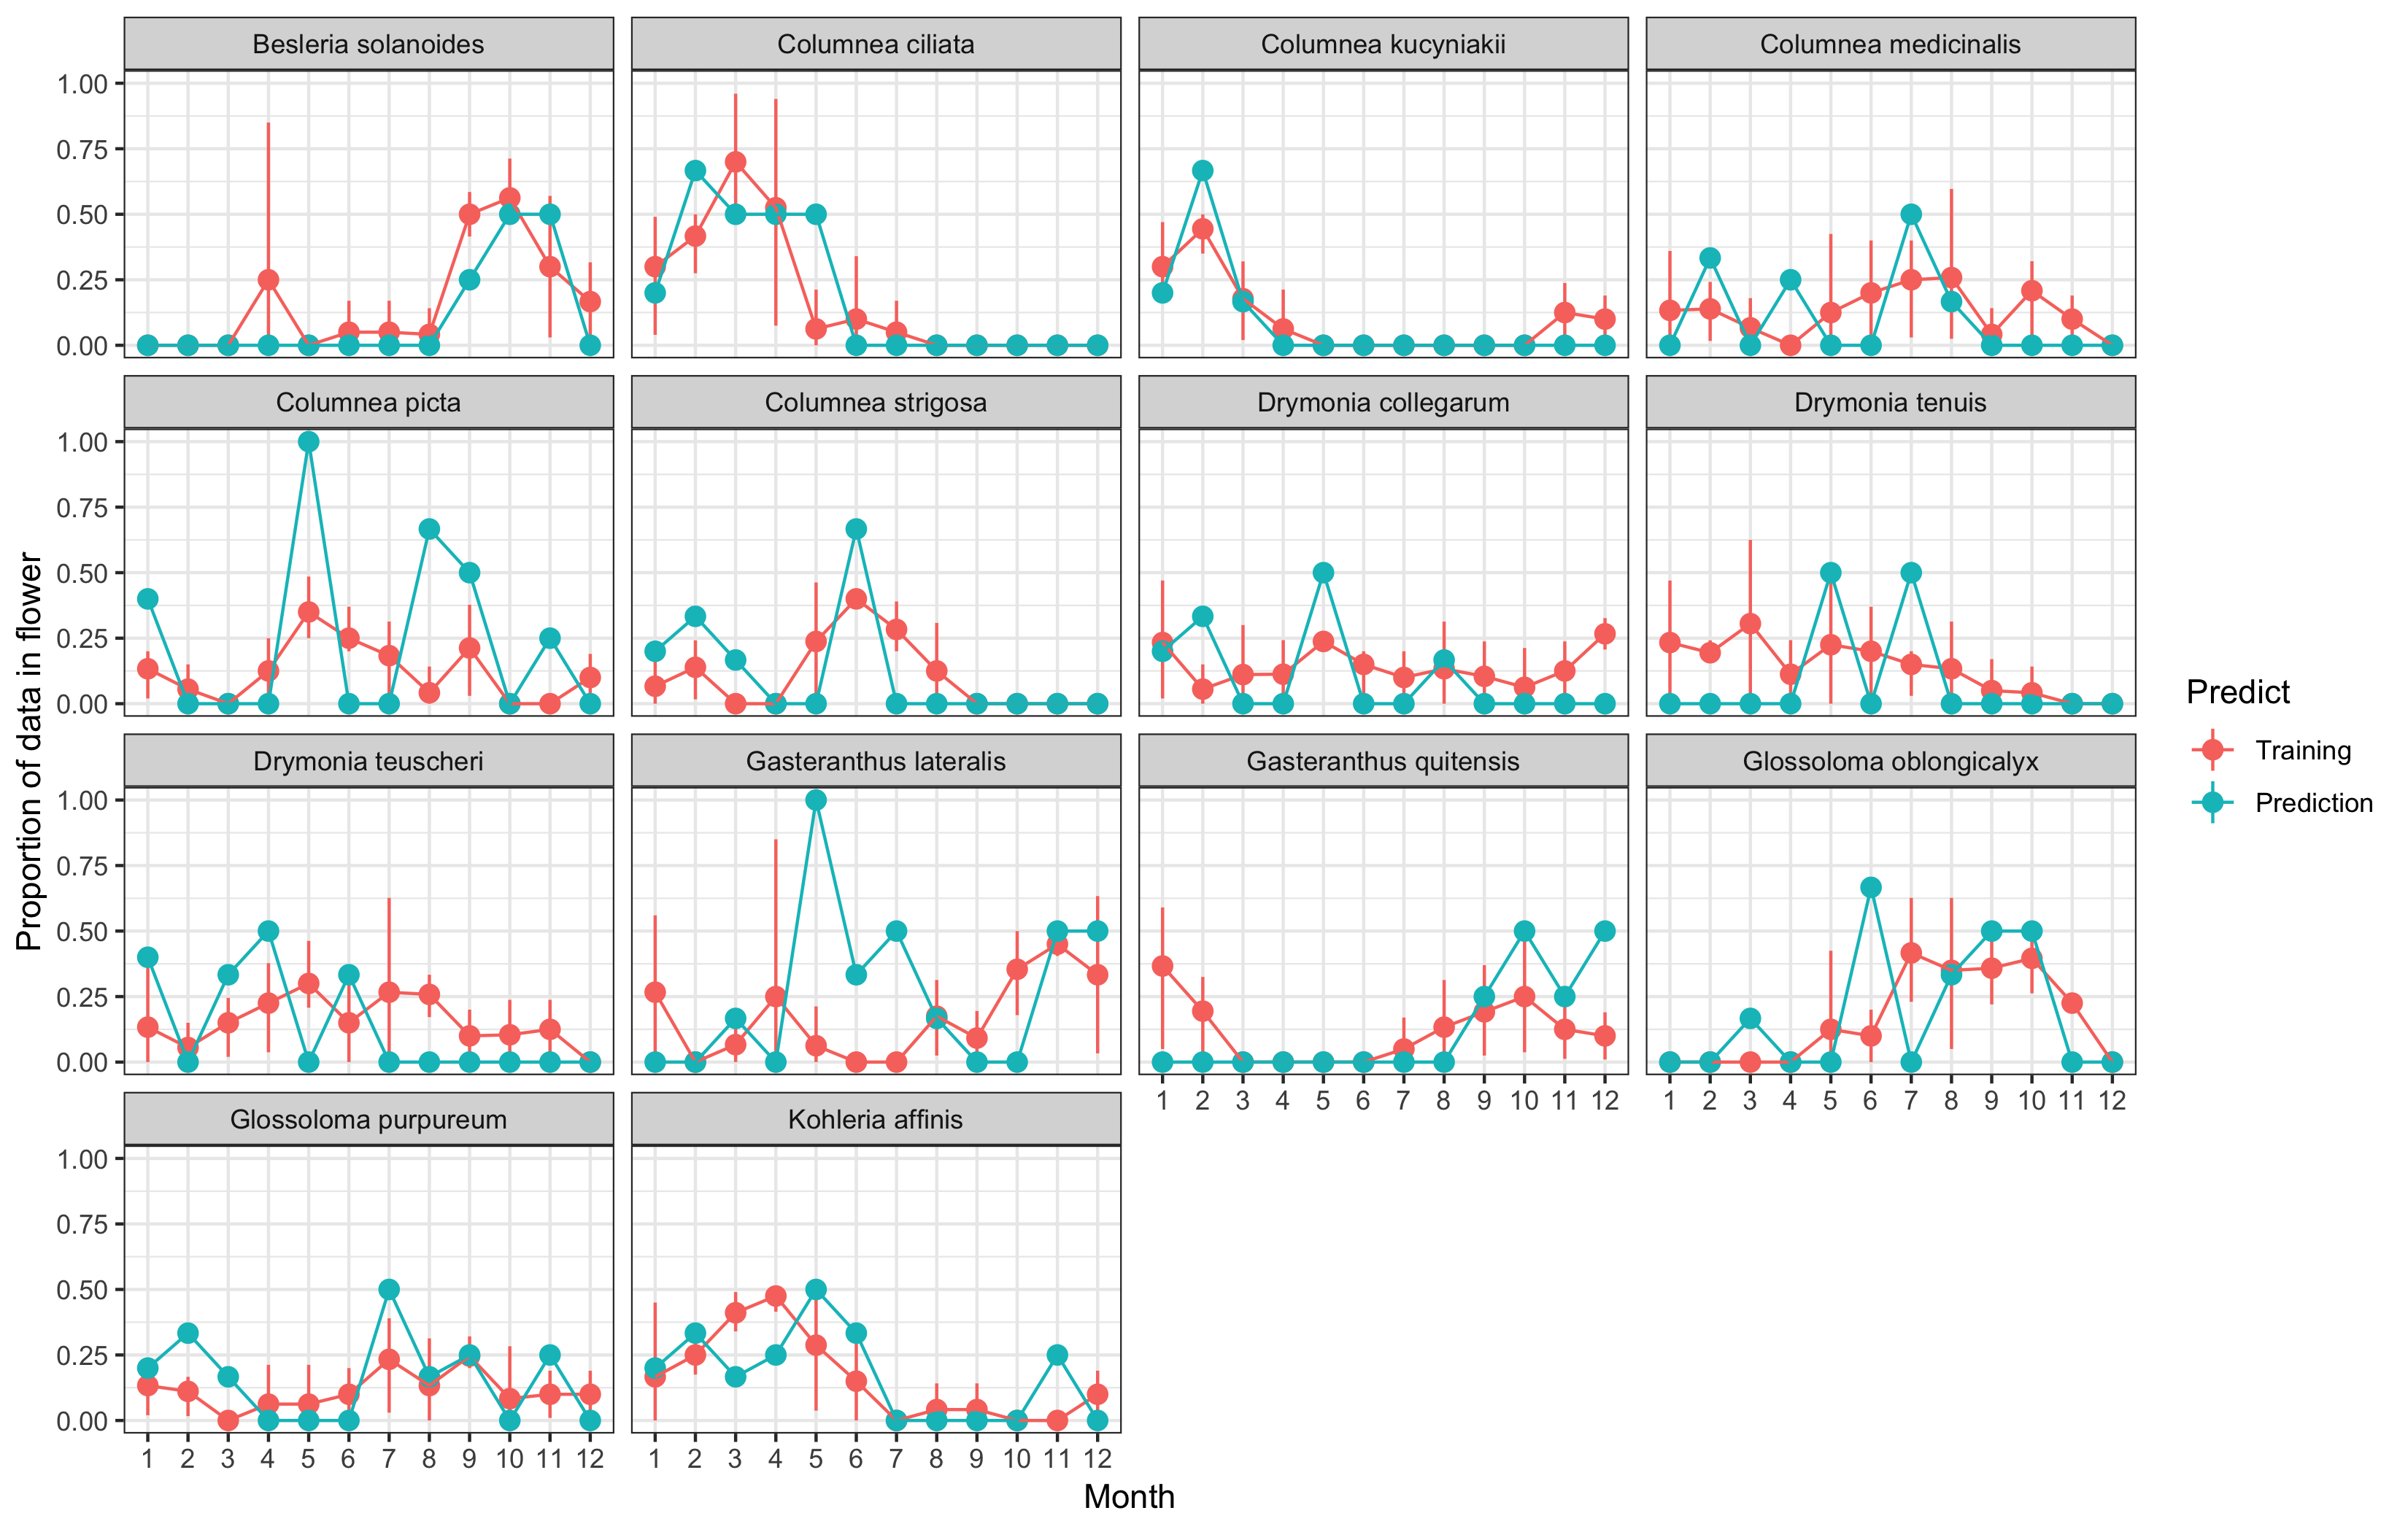 Besleria solanoides
Columnea ciliata
Columnea kucyniakii
Columnea medicinalis
1.00
0.75
0.50
0.25
0.00
Columnea picta
Columnea strigosa
Drymonia collegarum
Drymonia tenuis
1.00
0.75
0.50
0.25
0.00
Drymonia teuscheri
Gasteranthus lateralis
Gasteranthus quitensis
Glossoloma oblongicalyx
1.00
0.75
0.50
0.25
0.00
1 2 3 4 5 6 7 8 9 10 11 12
1 2 3 4 5 6 7 8 9 10 11 12
Glossoloma purpureum
Kohleria affinis
1.00
0.75
0.50
0.25
0.00
1 2 3 4 5 6 7 8 9 10 11 12
1 2 3 4 5 6 7 8 9 10 11 12
Month
Proportion of data in flower
Predict
Training
Prediction